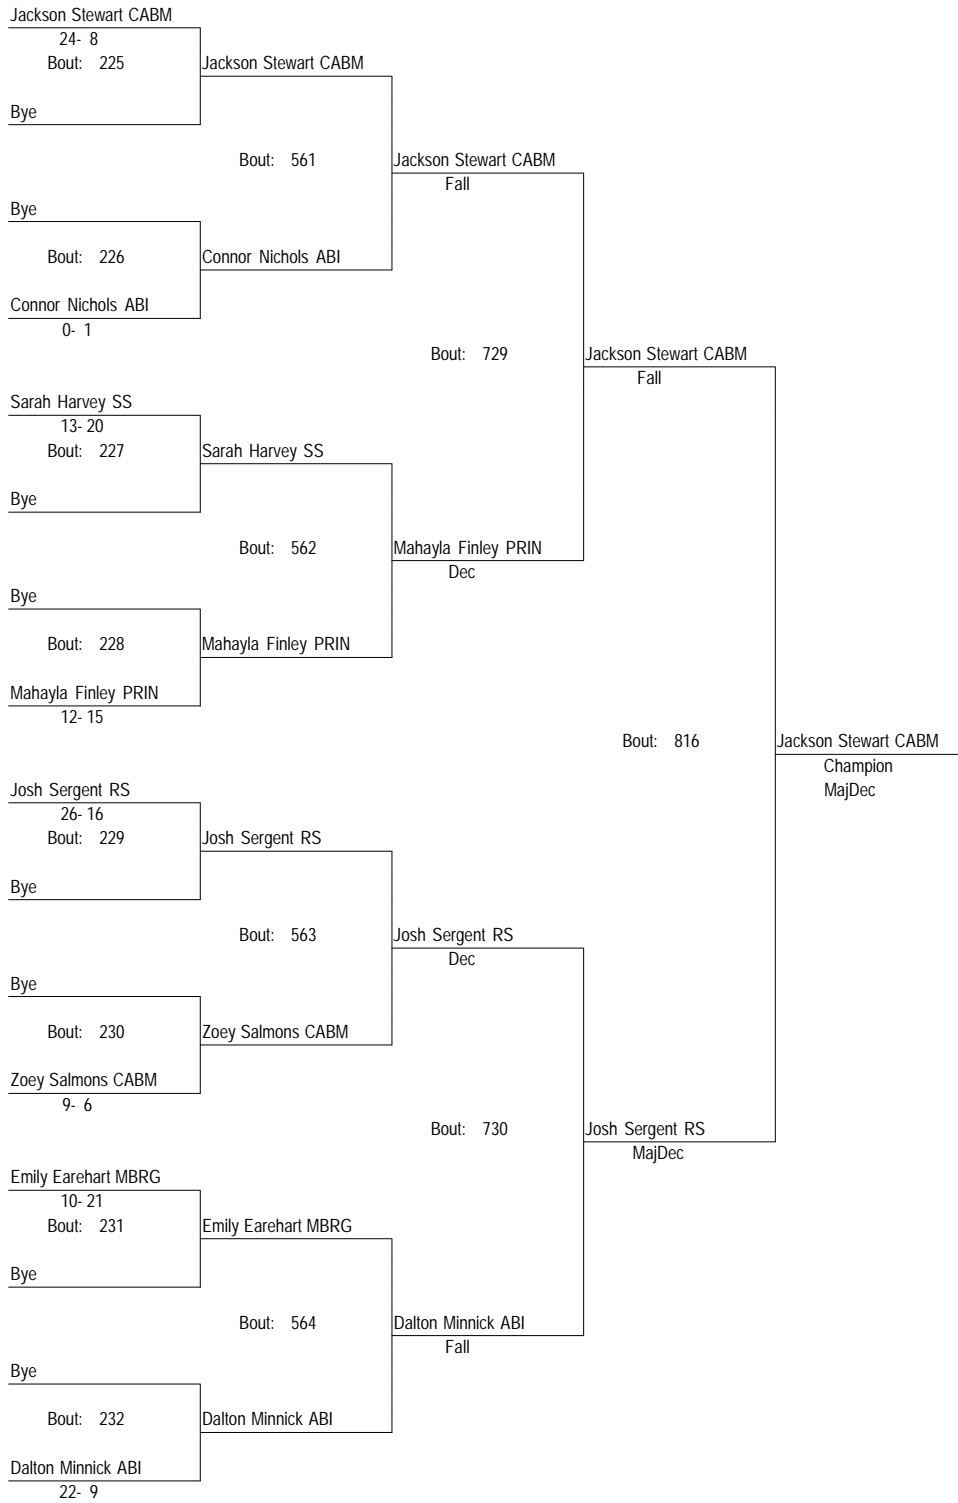 Jackson Stewart CABM
24- 8
Bout: 225
Jackson Stewart CABM
Bye
Bout: 561
Jackson Stewart CABM
Fall
Bye
Bout: 226
Connor Nichols ABI
Connor Nichols ABI
0- 1
Bout: 729
Jackson Stewart CABM
Fall
Sarah Harvey SS
13- 20
Bout: 227
Sarah Harvey SS
Bye
Bout: 562
Mahayla Finley PRIN
Dec
Bye
Bout: 228
Mahayla Finley PRIN
Mahayla Finley PRIN
12- 15
Bout: 816
Jackson Stewart CABM
Champion
MajDec
Josh Sergent RS
26- 16
Bout: 229
Josh Sergent RS
Bye
Bout: 563
Josh Sergent RS
Dec
Bye
Bout: 230
Zoey Salmons CABM
Zoey Salmons CABM
9- 6
Bout: 730
Josh Sergent RS
MajDec
Emily Earehart MBRG
10- 21
Bout: 231
Emily Earehart MBRG
Bye
Bout: 564
Dalton Minnick ABI
Fall
Bye
Bout: 232
Dalton Minnick ABI
Dalton Minnick ABI
22- 9